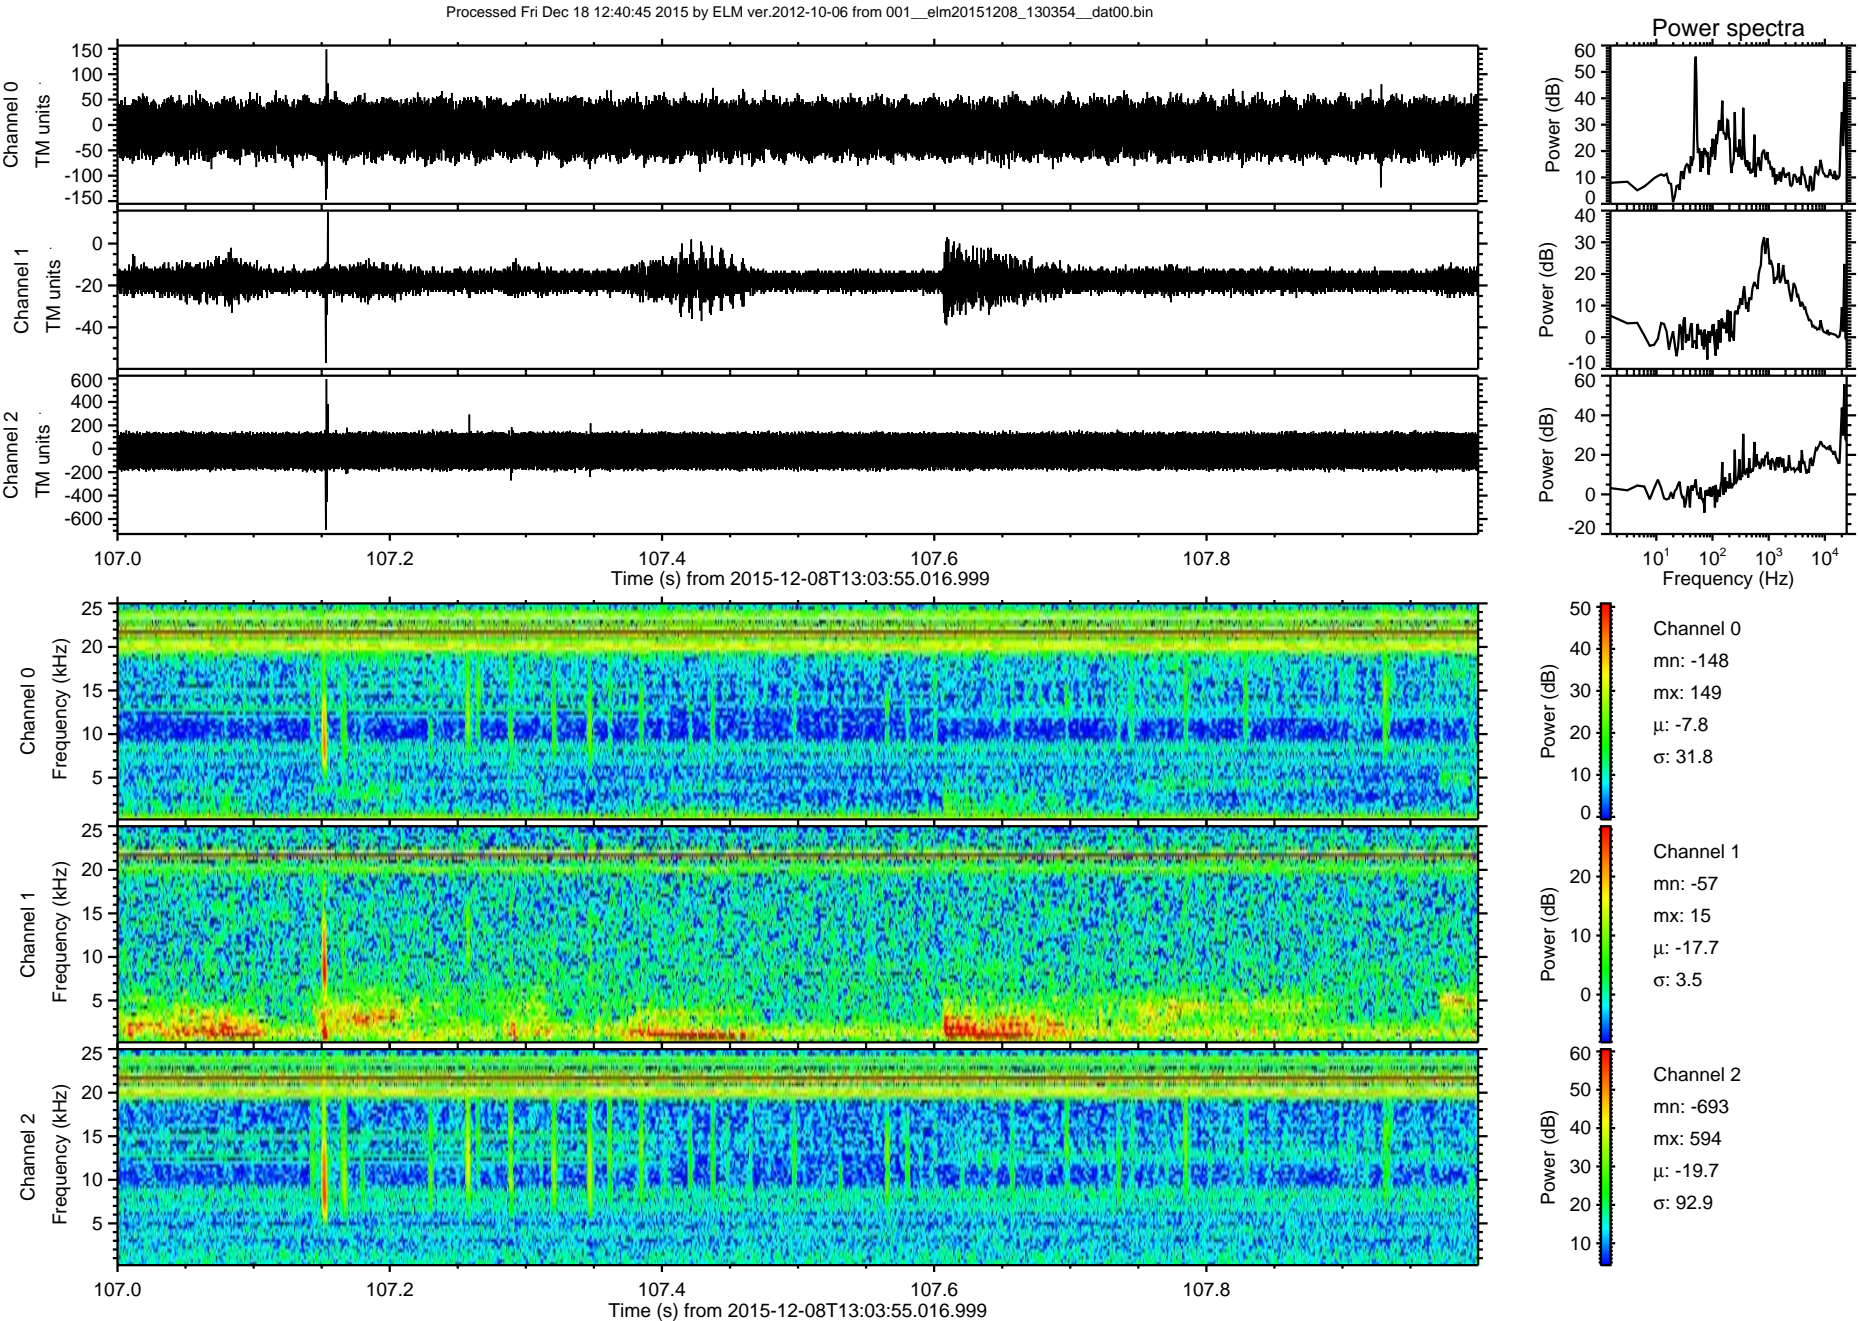 Processed Fri Dec 18 12:40:45 2015 by ELM ver.2012-10-06 from 001__elm20151208_130354__dat00.bin
Power spectra
Channel 0
TM units
150
100
50
0
-50
-100
-150
Power (dB)
60
50
40
30
20
10
0
Channel 1
TM units
0
-20
-40
Power (dB)
40
30
20
10
0
-10
Channel 2
TM units
600
400
200
0
-200
-400
-600
Power (dB)
60
40
20
0
-20
107.0 107.2 107.4 107.6 107.8
Time (s) from 2015-12-08T13:03:55.016.999
10¹ 10² 10³ 10⁴
Frequency (Hz)
Channel 0
Frequency (kHz)
25
20
15
10
5
Power (dB)
50
40
30
20
10
0
Channel 0
mn: -148
mx: 149
μ: -7.8
σ: 31.8
Channel 1
Frequency (kHz)
25
20
15
10
5
Power (dB)
20
10
0
Channel 1
mn: -57
mx: 15
μ: -17.7
σ: 3.5
Channel 2
Frequency (kHz)
25
20
15
10
5
Power (dB)
60
50
40
30
20
10
Channel 2
mn: -693
mx: 594
μ: -19.7
σ: 92.9
107.0 107.2 107.4 107.6 107.8
Time (s) from 2015-12-08T13:03:55.016.999